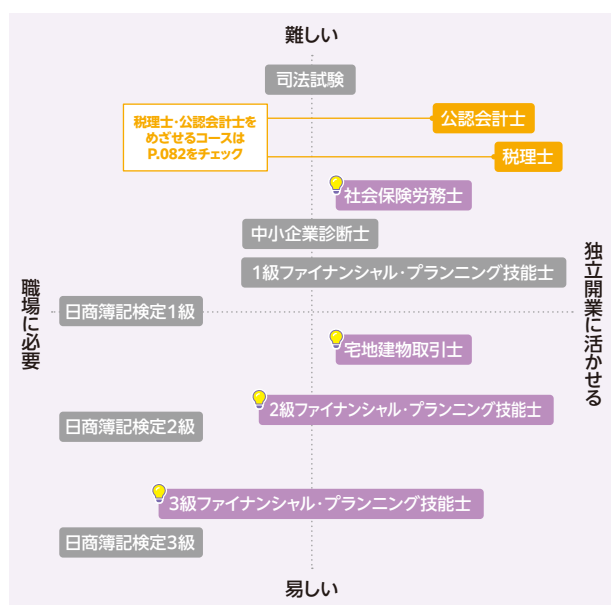 難しい
司法試験
税理士・公認会計士を
めざせるコースは
P.082をチェック
公認会計士
税理士
社会保険労務士
中小企業診断士
1級ファイナンシャル・プランニング技能士
職場に必要
独立開業に活かせる
日商簿記検定1級
宅地建物取引士
2級ファイナンシャル・プランニング技能士
日商簿記検定2級
3級ファイナンシャル・プランニング技能士
日商簿記検定3級
易しい